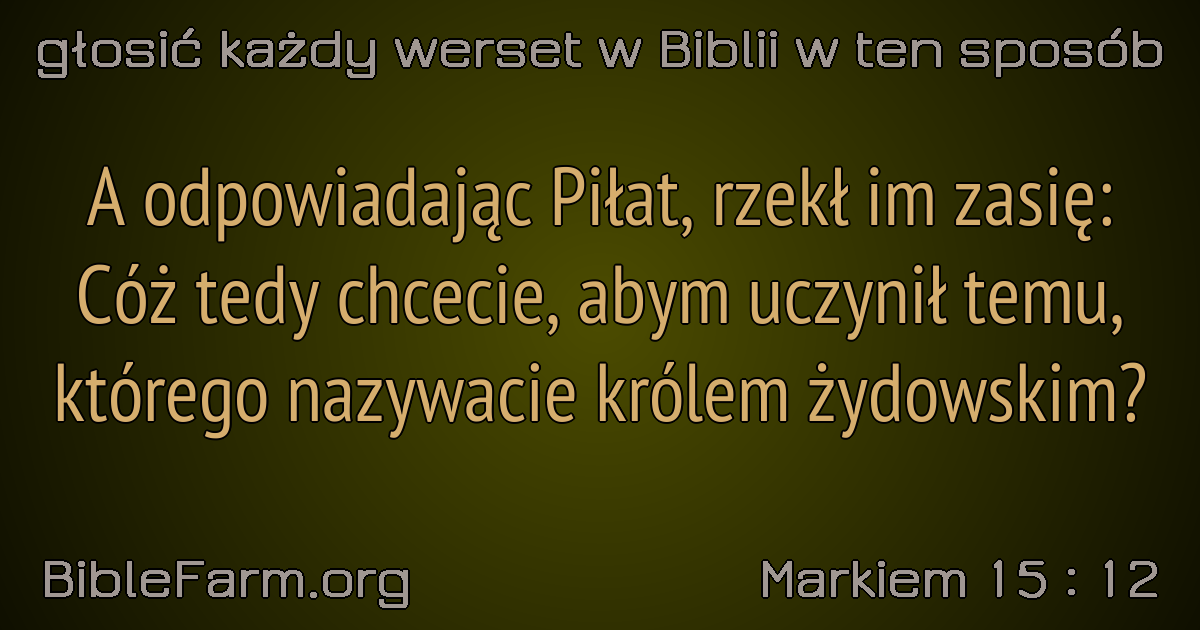 głosić każdy werset w Biblii w ten sposób
A odpowiadając Piłat, rzekł im zasię:
Cóż tedy chcecie, abym uczynił temu,
którego nazywacie królem żydowskim?
BibleFarm.org
Markiem 15 : 12